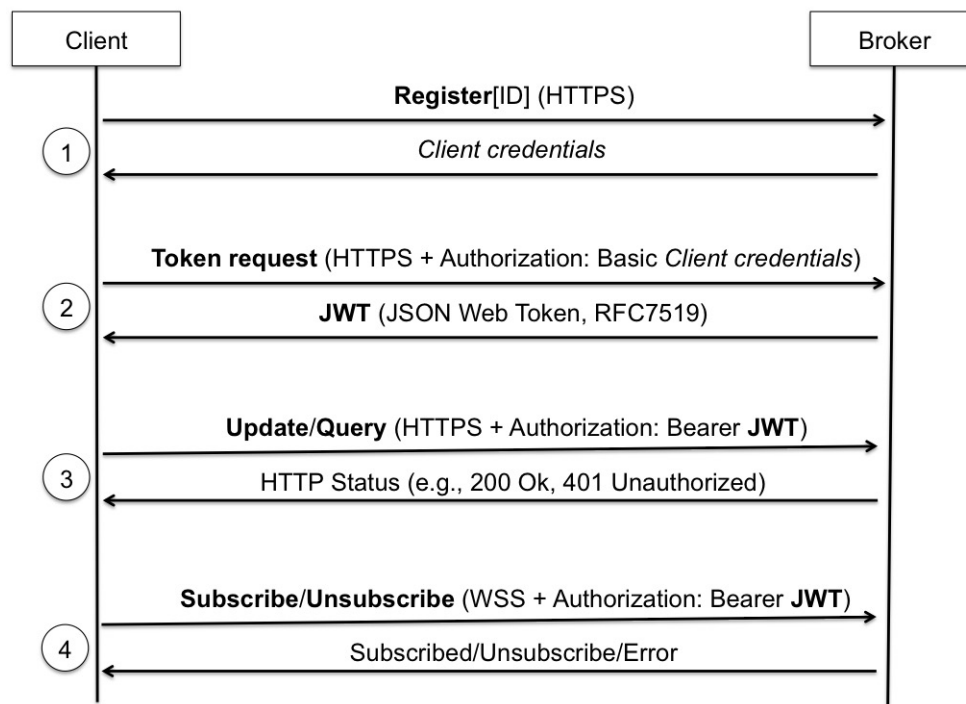 Client
Broker
Register[ID] (HTTPS)
1
Client credentials
Token request (HTTPS + Authorization: Basic Client credentials)
2
JWT (JSON Web Token, RFC7519)
Update/Query (HTTPS + Authorization: Bearer JWT)
3
HTTP Status (e.g., 200 Ok, 401 Unauthorized)
Subscribe/Unsubscribe (WSS + Authorization: Bearer JWT)
4
Subscribed/Unsubscribe/Error